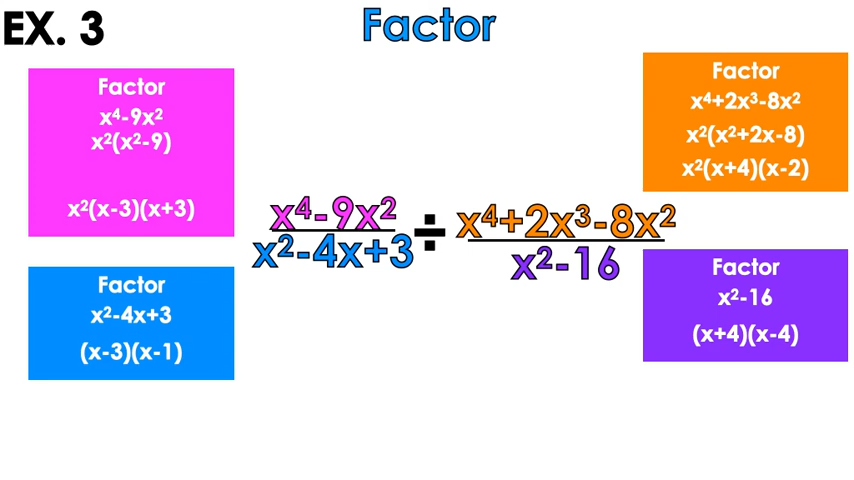 EX. 3
Factor
Factor
x⁴-9x²
x²(x²-9)
x²(x-3)(x+3)
Factor
x⁴+2x³-8x²
x²(x²+2x-8)
x²(x+4)(x-2)
x⁴-9x² ÷ x⁴+2x³-8x²
x²-4x+3 x²-16
Factor
x²-4x+3
(x-3)(x-1)
Factor
x²-16
(x+4)(x-4)